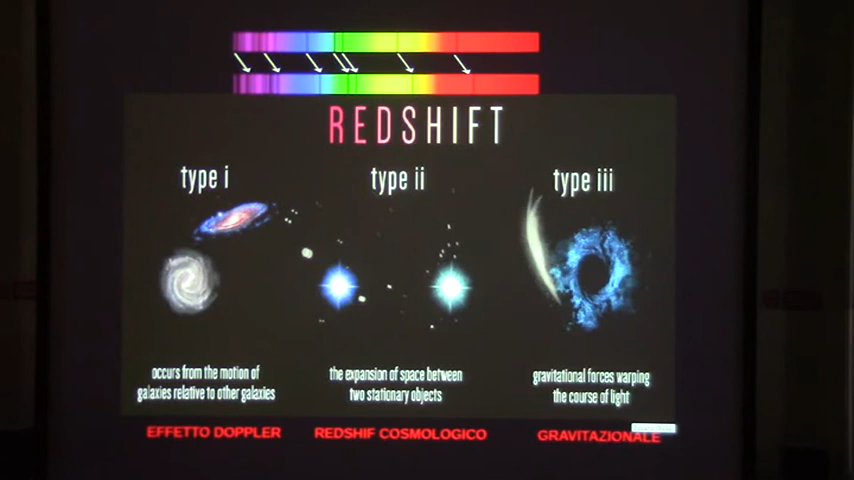 REDSHIFT
type i
type ii
type iii
occurs from the motion of
galaxies relative to other galaxies
the expansion of space between
two stationary objects
gravitational forces warping
the course of light
EFFETTO DOPPLER
REDSHIF COSMOLOGICO
GRAVITAZIONALE